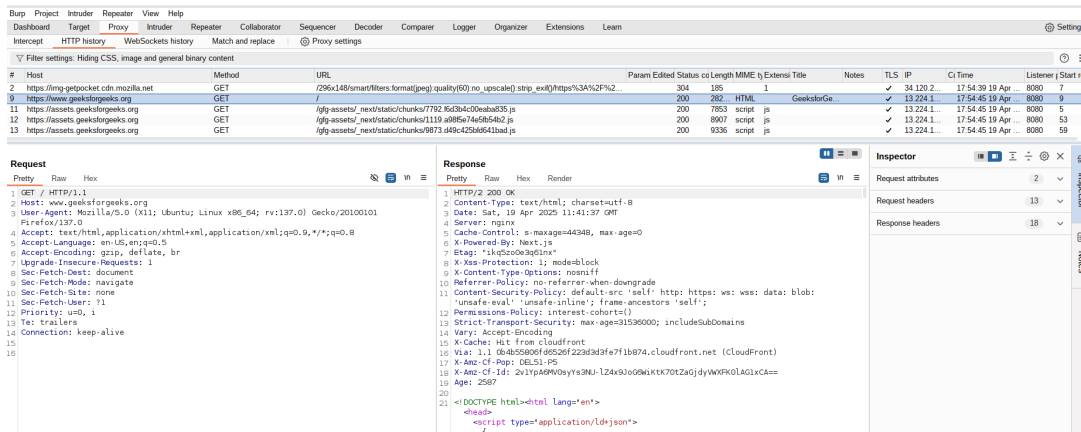 Burp Project Intruder Repeater View Help
Dashboard Target Proxy Intruder Repeater Collaborator Sequencer Decoder Comparer Logger Organizer Extensions Learn Setting
Intercept HTTP history WebSockets history Match and replace Proxy settings
Filter settings: Hiding CSS, image and general binary content
# Host Method URL Param Edited Status co Length MIME ty Extensi Title Notes TLS IP Ci Time Listener p Start r
2 https://img-getpocket.cdn.mozilla.net GET /296x148/smart/filters:format(jpeg):quality(60):no_upscale():strip_exif()/https%3A%2F%2... 304 185 1 ✓ 34.120.2... 17:54:39 19 Apr ... 8080 7
9 https://www.geeksforgeeks.org GET / 200 282... HTML GeeksforGe... ✓ 13.224.1... 17:54:45 19 Apr ... 8080 9
11 https://assets.geeksforgeeks.org GET /gfg-assets/_next/static/chunks/7792.f6d3b4c00eaba835.js 200 7853 script js ✓ 13.224.1... 17:54:45 19 Apr ... 8080 5
12 https://assets.geeksforgeeks.org GET /gfg-assets/_next/static/chunks/1119.a98f5e74e5fb54b2.js 200 8907 script js ✓ 13.224.1... 17:54:45 19 Apr ... 8080 53
13 https://assets.geeksforgeeks.org GET /gfg-assets/_next/static/chunks/9873.d49c425bfd641bad.js 200 9336 script js ✓ 13.224.1... 17:54:45 19 Apr ... 8080 59
Request
Pretty Raw Hex \n
1 GET / HTTP/1.1
2 Host: www.geeksforgeeks.org
3 User-Agent: Mozilla/5.0 (X11; Ubuntu; Linux x86_64; rv:137.0) Gecko/20100101
Firefox/137.0
4 Accept: text/html,application/xhtml+xml,application/xml;q=0.9,*/*;q=0.8
5 Accept-Language: en-US,en;q=0.5
6 Accept-Encoding: gzip, deflate, br
7 Upgrade-Insecure-Requests: 1
8 Sec-Fetch-Dest: document
9 Sec-Fetch-Mode: navigate
10 Sec-Fetch-Site: none
11 Sec-Fetch-User: ?1
12 Priority: u=0, i
13 Te: trailers
14 Connection: keep-alive
15
16
Response
Pretty Raw Hex Render \n
1 HTTP/2 200 OK
2 Content-Type: text/html; charset=utf-8
3 Date: Sat, 19 Apr 2025 11:41:37 GMT
4 Server: nginx
5 Cache-Control: s-maxage=44348, max-age=0
6 X-Powered-By: Next.js
7 Etag: "ikq5zo0e3q61nx"
8 X-Xss-Protection: 1; mode=block
9 X-Content-Type-Options: nosniff
10 Referrer-Policy: no-referrer-when-downgrade
11 Content-Security-Policy: default-src 'self' http: https: ws: wss: data: blob:
'unsafe-eval' 'unsafe-inline'; frame-ancestors 'self';
12 Permissions-Policy: interest-cohort=()
13 Strict-Transport-Security: max-age=31536000; includeSubDomains
14 Vary: Accept-Encoding
15 X-Cache: Hit from cloudfront
16 Via: 1.1 0b4b55806fd6526f223d3d3fe7f1b874.cloudfront.net (CloudFront)
17 X-Amz-Cf-Pop: DEL51-P5
18 X-Amz-Cf-Id: 2v1YpA6MV0syYs3NU-lZ4x9JoG6WiKtK70tZaGjdyVWXFK0lAG1xCA==
19 Age: 2587
20
21 <!DOCTYPE html><html lang="en">
<head>
<script type="application/ld+json">
{
Inspector
Request attributes 2
Request headers 13
Response headers 18